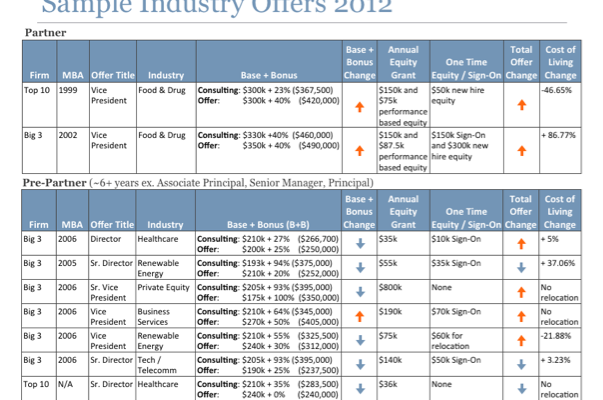 Sample Industry Offers 2012
Partner
Firm MBA Offer Title Industry Base + Bonus Base + Bonus Change Annual Equity Grant One Time Equity / Sign-On Total Offer Change Cost of Living Change
Top 10 1999 Vice President Food & Drug Consulting: $300k + 23% ($367,500) Offer: $300k + 40% ($420,000) $150k and $75k performance based equity $50k new hire equity -46.65%
Big 3 2002 Vice President Food & Drug Consulting: $330k +40% ($460,000) Offer: $350k + 40% ($490,000) $150k and $87.5k performance based equity $150k Sign-On and $300k new hire equity + 86.77%
Pre-Partner (~6+ years ex. Associate Principal, Senior Manager, Principal)
Firm MBA Offer Title Industry Base + Bonus (B+B) Base + Bonus Change Annual Equity Grant One Time Equity / Sign-On Total Offer Change Cost of Living Change
Big 3 2006 Director Healthcare Consulting: $210k + 27% ($266,700) Offer: $200k + 25% ($250,000) $35k $10k Sign-On + 5%
Big 3 2005 Sr. Director Renewable Energy Consulting: $193k + 94% ($375,000) Offer: $210k + 20% ($252,000) $55k $35k Sign-On + 37.06%
Big 3 2006 Sr. Vice President Private Equity Consulting: $205k + 93% ($395,000) Offer: $175k + 100% ($350,000) $800k None No relocation
Big 3 2006 Vice President Business Services Consulting: $210k + 64% ($345,000) Offer: $270k + 50% ($405,000) $190k $70k Sign-On No relocation
Big 3 2006 Vice President Renewable Energy Consulting: $210k + 55% ($325,500) Offer: $240k + 30% ($312,000) $75k $60k for relocation -21.88%
Big 3 2006 Sr. Director Tech / Telecomm Consulting: $205k + 93% ($395,000) Offer: $190k + 25% ($237,500) $140k $50k Sign-On + 3.23%
Top 10 N/A Sr. Director Healthcare Consulting: $210k + 35% ($283,500) Offer: $240k + 0% ($240,000) $36k None No relocation